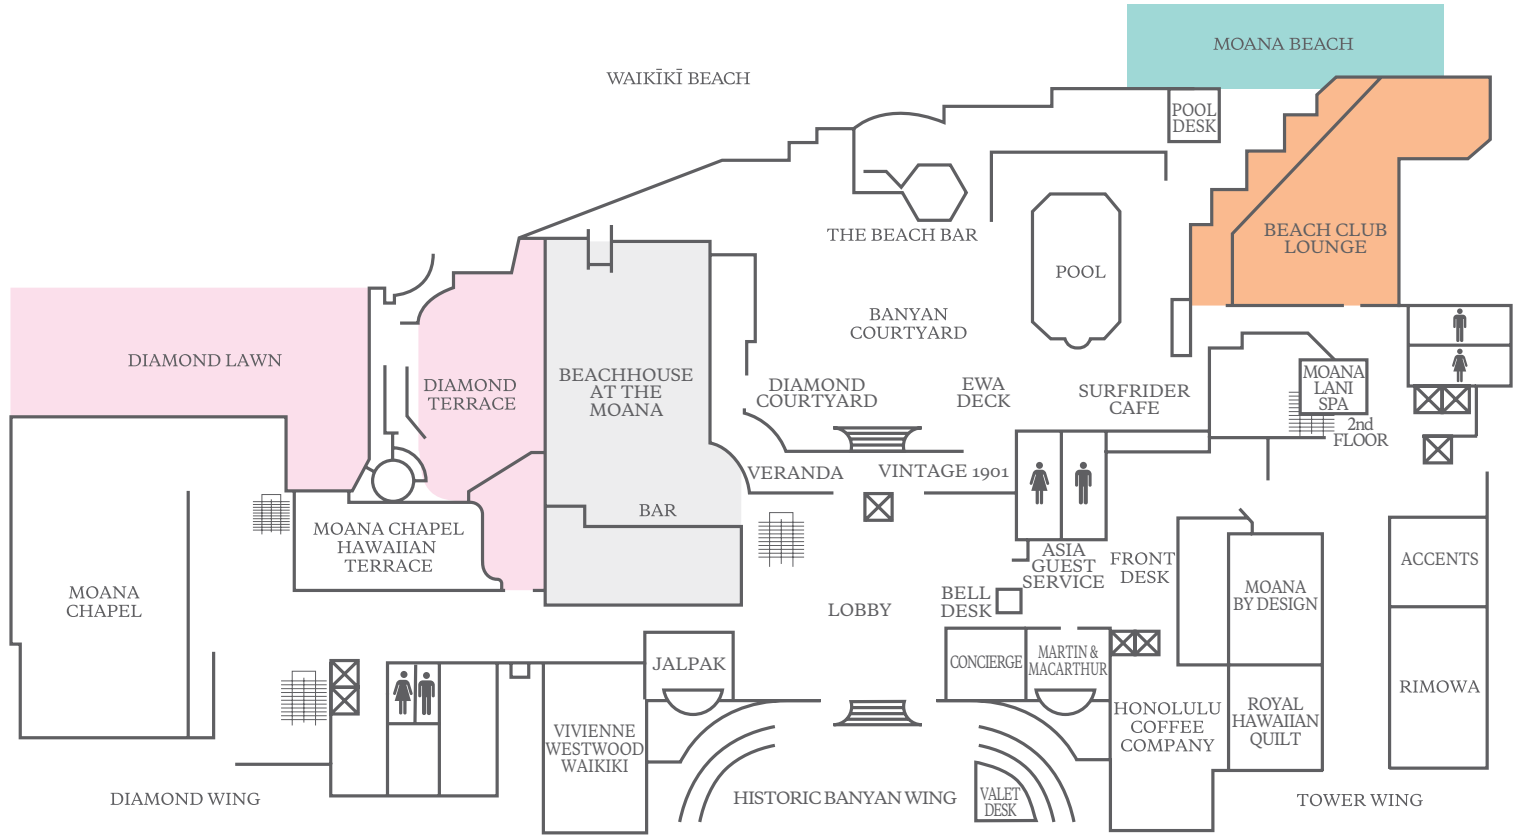 MOANA BEACH
WAIKĪKĪ BEACH
POOL
DESK
THE BEACH BAR
BEACH CLUB
LOUNGE
POOL
BANYAN
COURTYARD
DIAMOND LAWN
DIAMOND
TERRACE
BEACHHOUSE
AT THE
MOANA
DIAMOND
COURTYARD
EWA
DECK
SURFRIDER
CAFE
MOANA
LANI
SPA
2nd
FLOOR
VERANDA
VINTAGE 1901
BAR
MOANA CHAPEL
HAWAIIAN
TERRACE
ASIA
GUEST
SERVICE
FRONT
DESK
ACCENTS
MOANA
CHAPEL
MOANA
BY DESIGN
BELL
DESK
LOBBY
JALPAK
CONCIERGE
MARTIN &
MACARTHUR
RIMOWA
HONOLULU
COFFEE
COMPANY
ROYAL
HAWAIIAN
QUILT
VIVIENNE
WESTWOOD
WAIKIKI
DIAMOND WING
HISTORIC BANYAN WING
VALET
DESK
TOWER WING